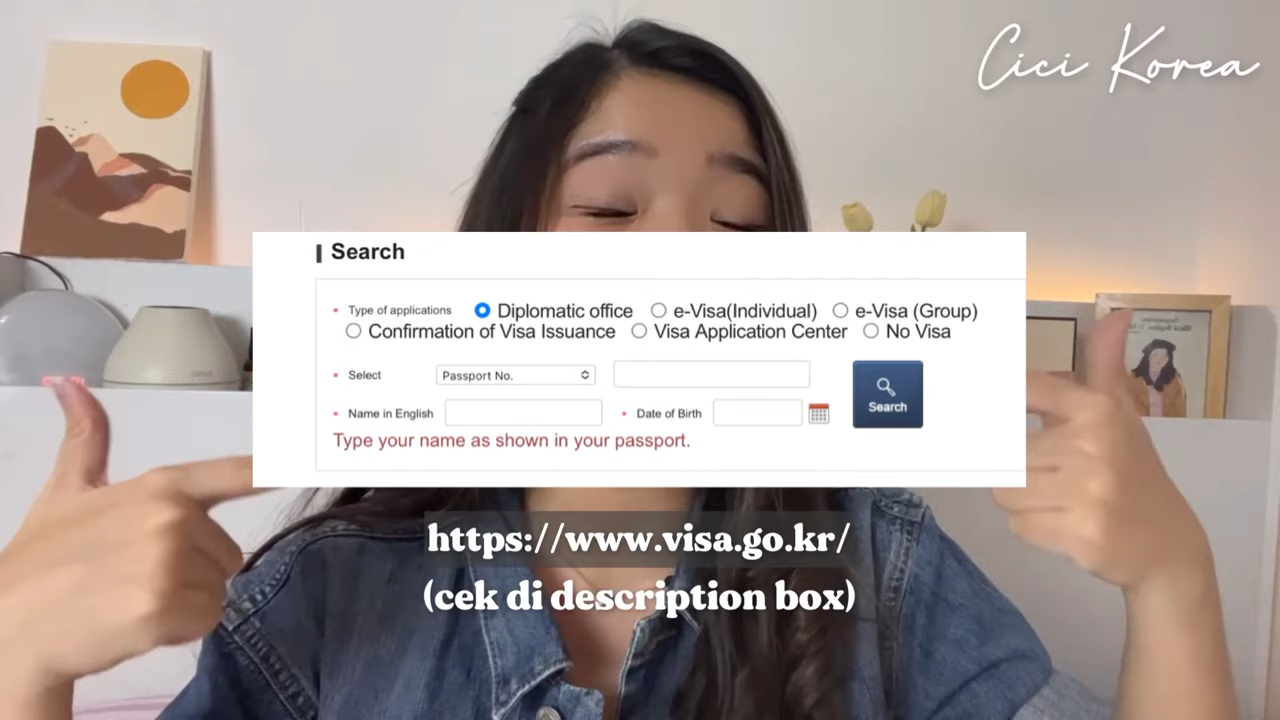 Cici Korea
Search
* Type of applications Diplomatic office e-Visa(Individual) e-Visa (Group)
Confirmation of Visa Issuance Visa Application Center No Visa
* Select Passport No.
Search
* Name in English * Date of Birth
Type your name as shown in your passport.
https://www.visa.go.kr/
(cek di description box)